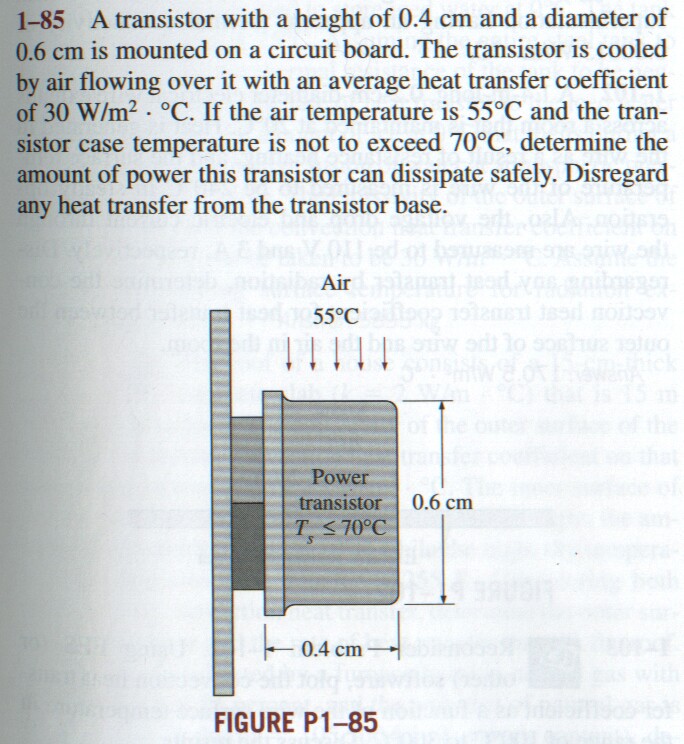 1–85 A transistor with a height of 0.4 cm and a diameter of
0.6 cm is mounted on a circuit board. The transistor is cooled
by air flowing over it with an average heat transfer coefficient
of 30 W/m² · °C. If the air temperature is 55°C and the tran-
sistor case temperature is not to exceed 70°C, determine the
amount of power this transistor can dissipate safely. Disregard
any heat transfer from the transistor base.
Air
55°C
Power
transistor
Tₛ ≤ 70°C
0.6 cm
0.4 cm
FIGURE P1–85